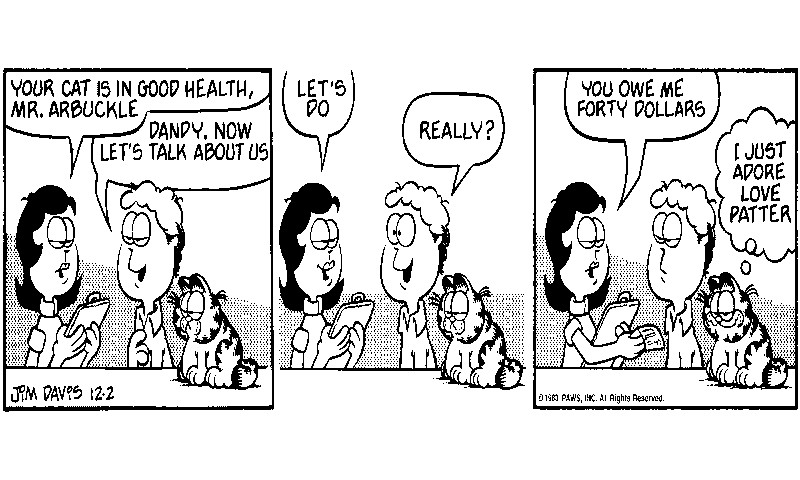 YOUR CAT IS IN GOOD HEALTH,
MR. ARBUCKLE
DANDY. NOW
LET'S TALK ABOUT US
JIM DAVIS 12-2
LET'S
DO
REALLY?
YOU OWE ME
FORTY DOLLARS
I JUST
ADORE
LOVE
PATTER
©1983 PAWS, INC. All Rights Reserved.